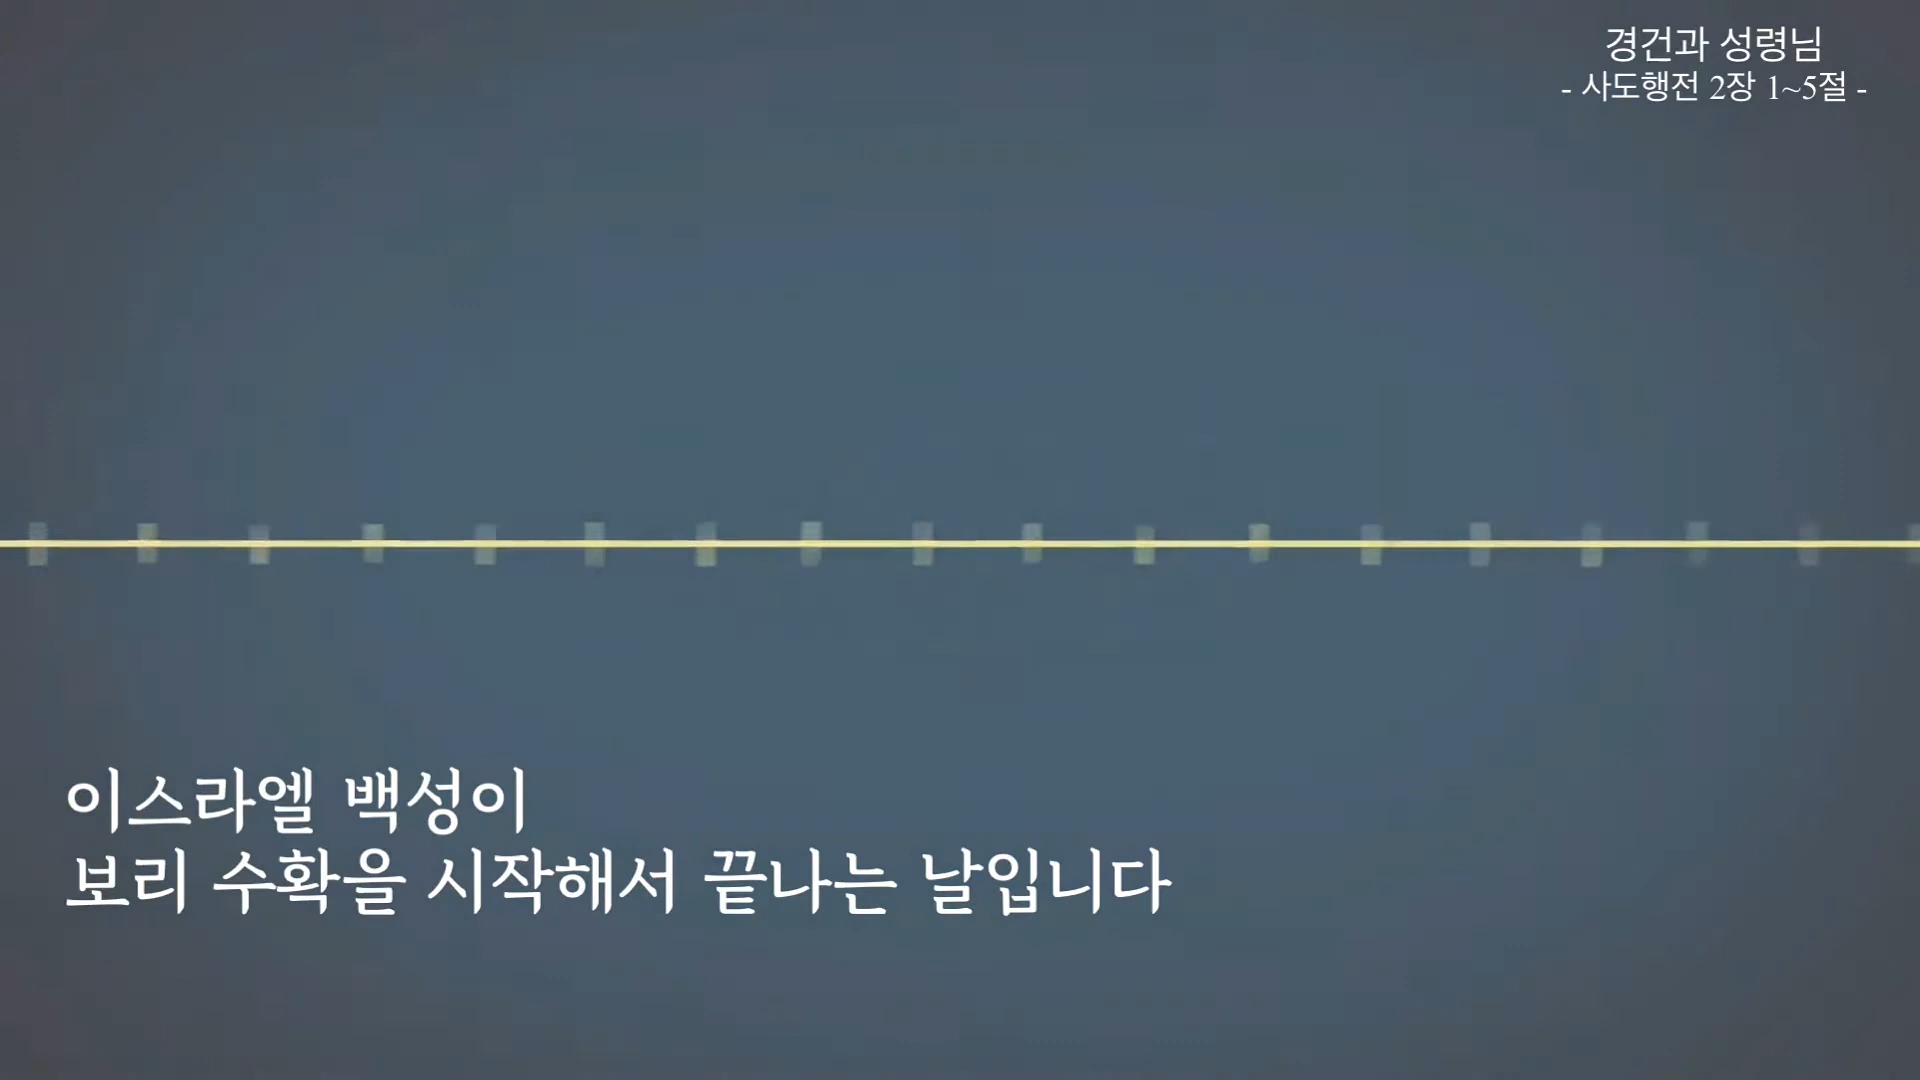 경건과 성령님
- 사도행전 2장 1~5절 -
이스라엘 백성이
보리 수확을 시작해서 끝나는 날입니다